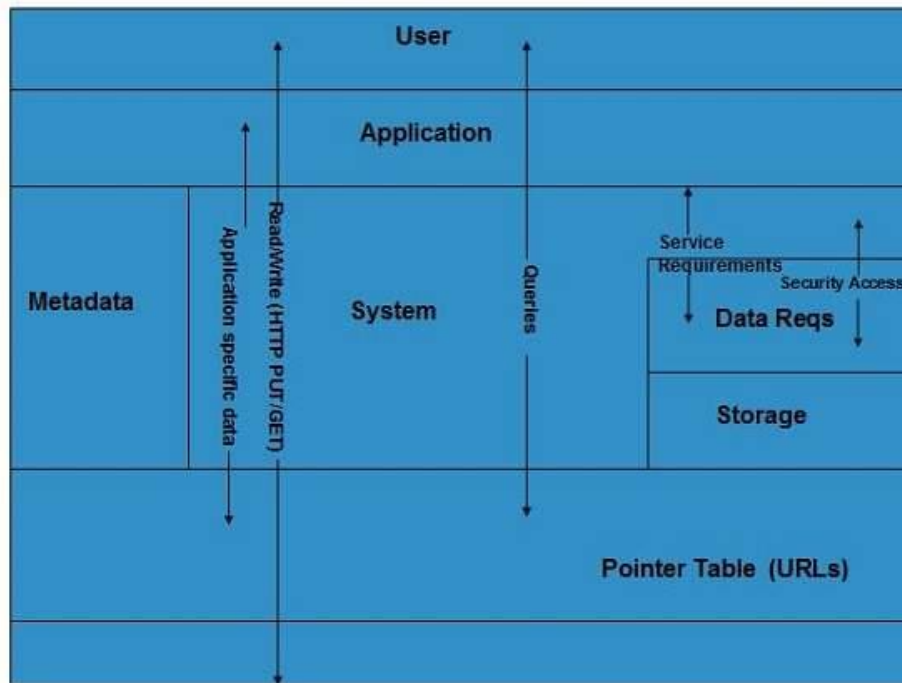 User
Application
Metadada
Application specific data
Read/Write (HTTP PUT/GET)
System
Queries
Service
Requirements
Security Access
Data Reqs
Storage
Pointer Table (URLs)